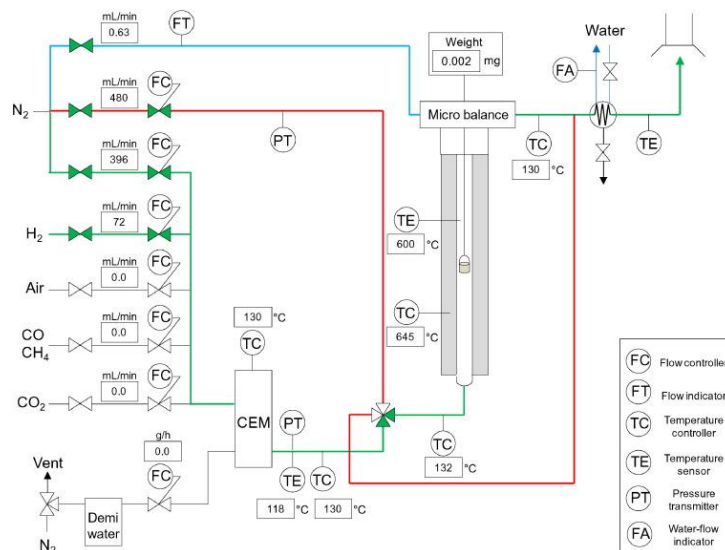 mL/min
0.63
FT
mL/min
480
FC
PT
N₂
mL/min
396
FC
mL/min
72
FC
H₂
mL/min
0.0
FC
Air
mL/min
0.0
FC
CO
CH₄
mL/min
0.0
FC
CO₂
g/h
0.0
FC
Vent
N₂
Demi
water
130 °C
TC
CEM
PT
TE
118 °C
TC
130 °C
TC
132 °C
Weight
0.002 mg
Micro balance
TE
600 °C
TC
645 °C
TC
130 °C
Water
FA
TE
FC Flow controller
FT Flow indicator
TC Temperature
controller
TE Temperature
sensor
PT Pressure
transmitter
FA Water-flow
indicator